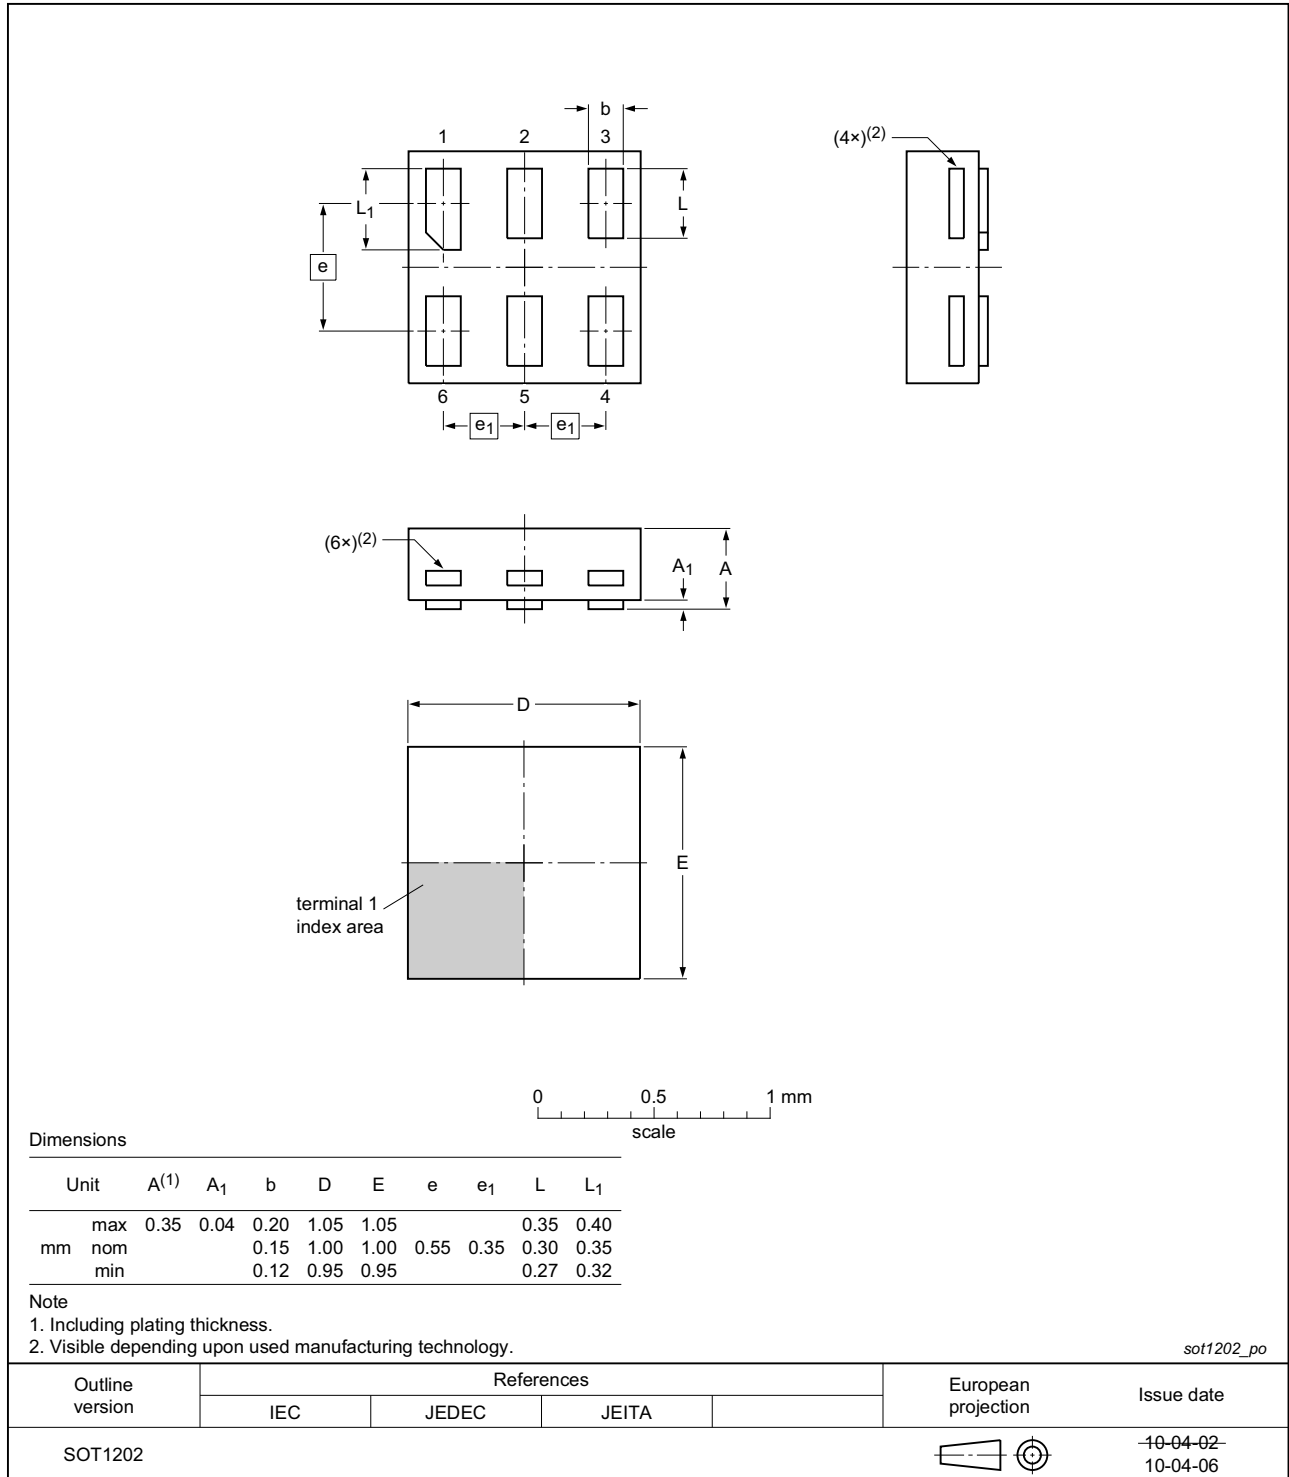 b
1 2 3
(4×)(2)
L1
L
e
6 5 4
e1 e1
(6×)(2)
A1 A
D
E
terminal 1
index area
0 0.5 1 mm
scale
Dimensions
Unit A(1) A1 b D E e e1 L L1
max 0.35 0.04 0.20 1.05 1.05 0.35 0.40
mm nom 0.15 1.00 1.00 0.55 0.35 0.30 0.35
min 0.12 0.95 0.95 0.27 0.32
Note
1. Including plating thickness.
2. Visible depending upon used manufacturing technology.
sot1202_po
Outline version
References
IEC JEDEC JEITA
European projection
Issue date
SOT1202
10-04-02
10-04-06